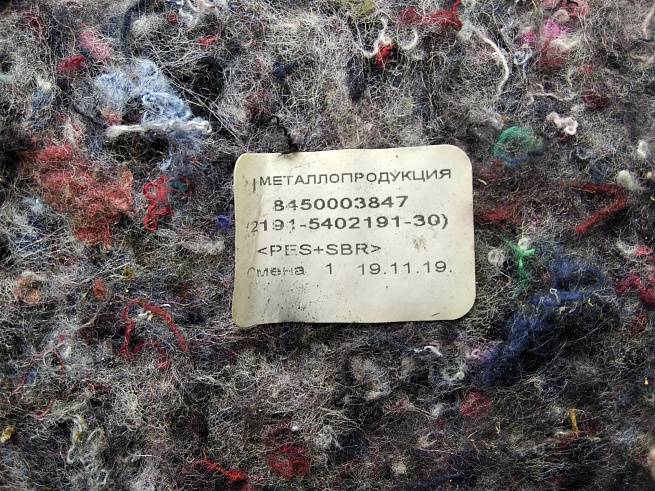 МЕТАЛЛОПРОДУКЦИЯ
8450003847
(2191-5402191-30)
<PES+SBR>
Смена 1 19.11.19.